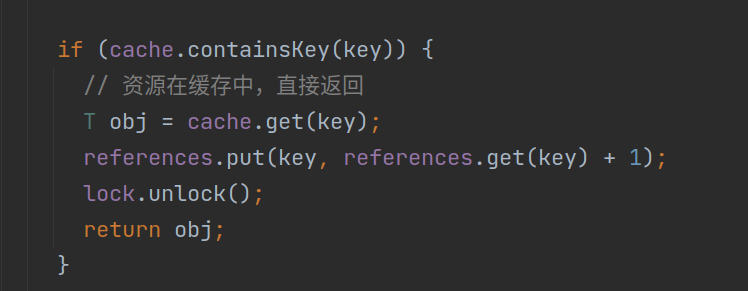 if (cache.containsKey(key)) {
// 资源在缓存中，直接返回
T obj = cache.get(key);
references.put(key, references.get(key) + 1);
lock.unlock();
return obj;
}